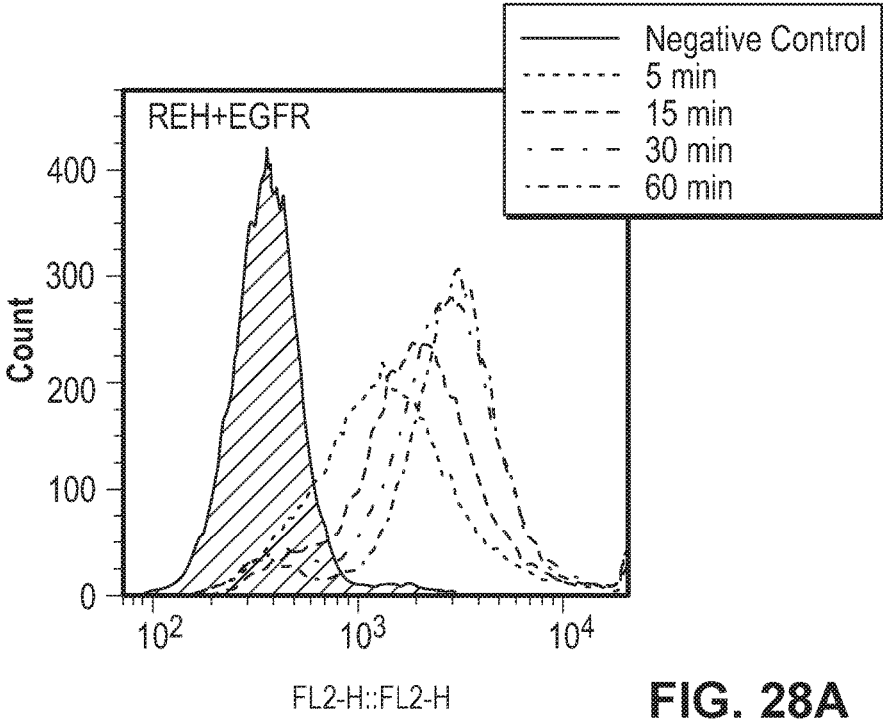 Negative Control
5 min
15 min
30 min
60 min
REH+EGFR
400
300
200
100
0
Count
10²
10³
10⁴
FL2-H::FL2-H
FIG. 28A